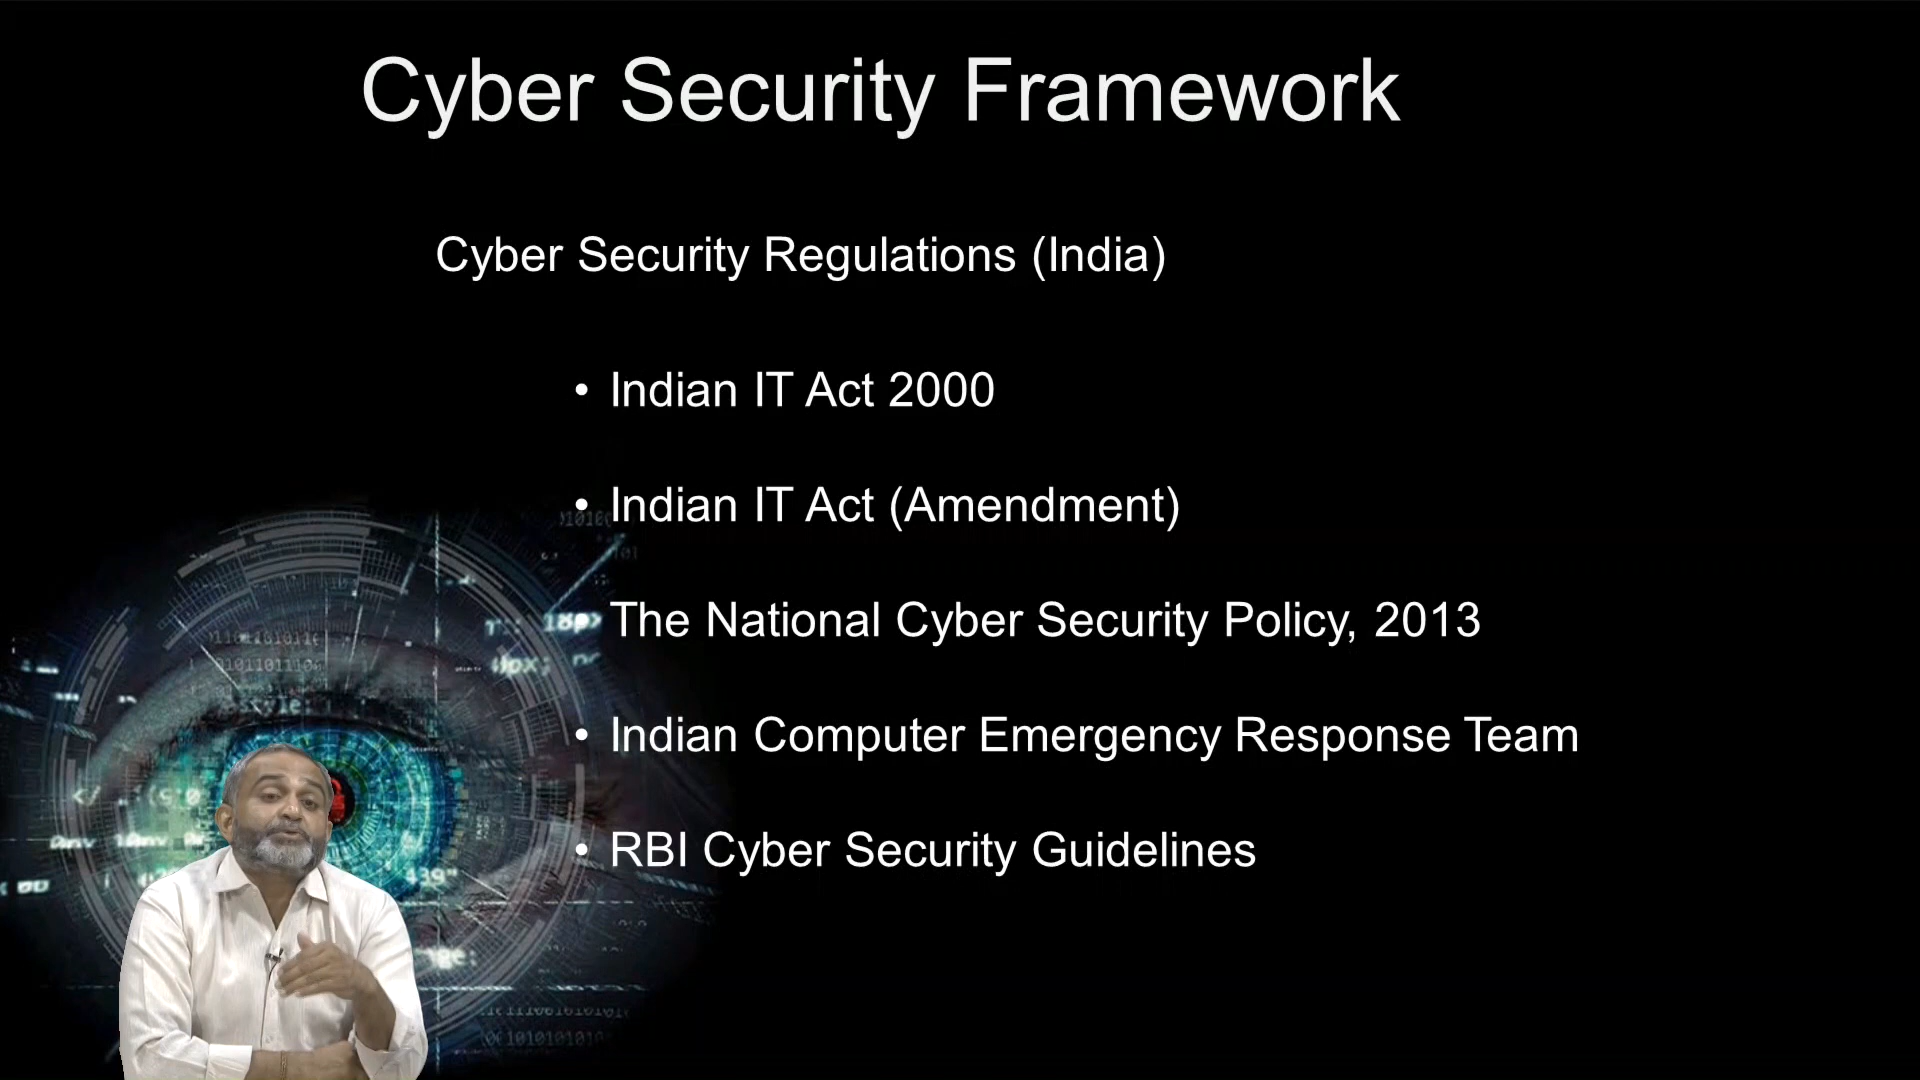 Cyber Security Framework
Cyber Security Regulations (India)
• Indian IT Act 2000
• Indian IT Act (Amendment)
The National Cyber Security Policy, 2013
• Indian Computer Emergency Response Team
• RBI Cyber Security Guidelines